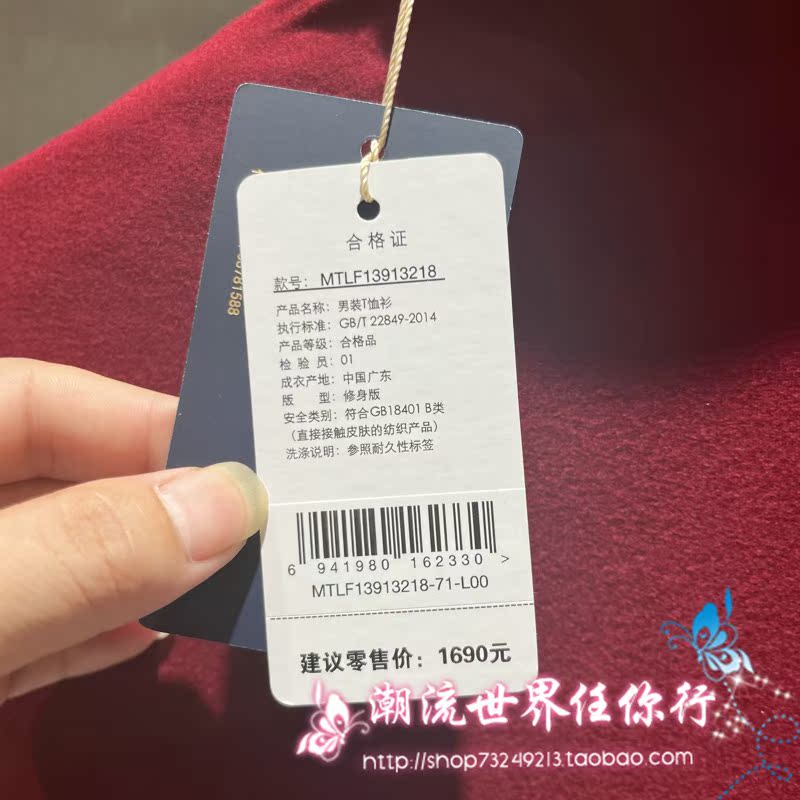 合格证
款号：MTLF13913218
产品名称：男装T恤衫
执行标准：GB/T 22849-2014
产品等级：合格品
检 验 员：01
成衣产地：中国广东
版 型：修身版
安全类别：符合GB18401 B类
（直接接触皮肤的纺织产品）
洗涤说明：参照耐久性标签
6 941980 162330 >
MTLF13913218-71-L00
建议零售价：1690元
潮流世界任你行
http://shop73249213.taobao.com